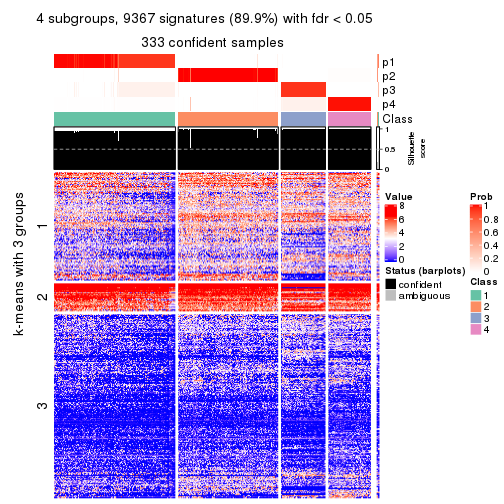 4 subgroups, 9367 signatures (89.9%) with fdr < 0.05
333 confident samples
p1
p2
p3
p4
Class
1
0.5
0
Silhouette
score
k-means with 3 groups
1
2
3
Value
8
6
4
2
0
Status (barplots)
confident
ambiguous
Prob
1
0.8
0.6
0.4
0.2
0
Class
1
2
3
4